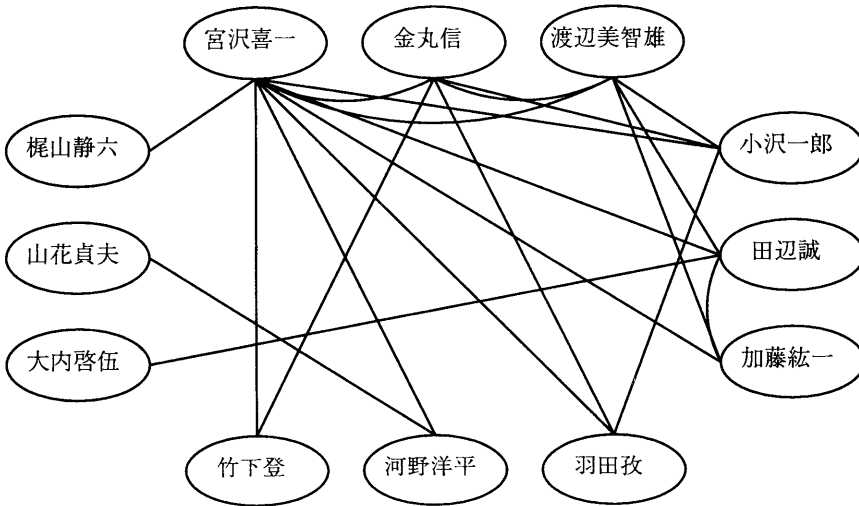 宮沢喜一
金丸信
渡辺美智雄
梶山静六
小沢一郎
山花貞夫
田辺誠
大内啓伍
加藤紘一
竹下登
河野洋平
羽田孜